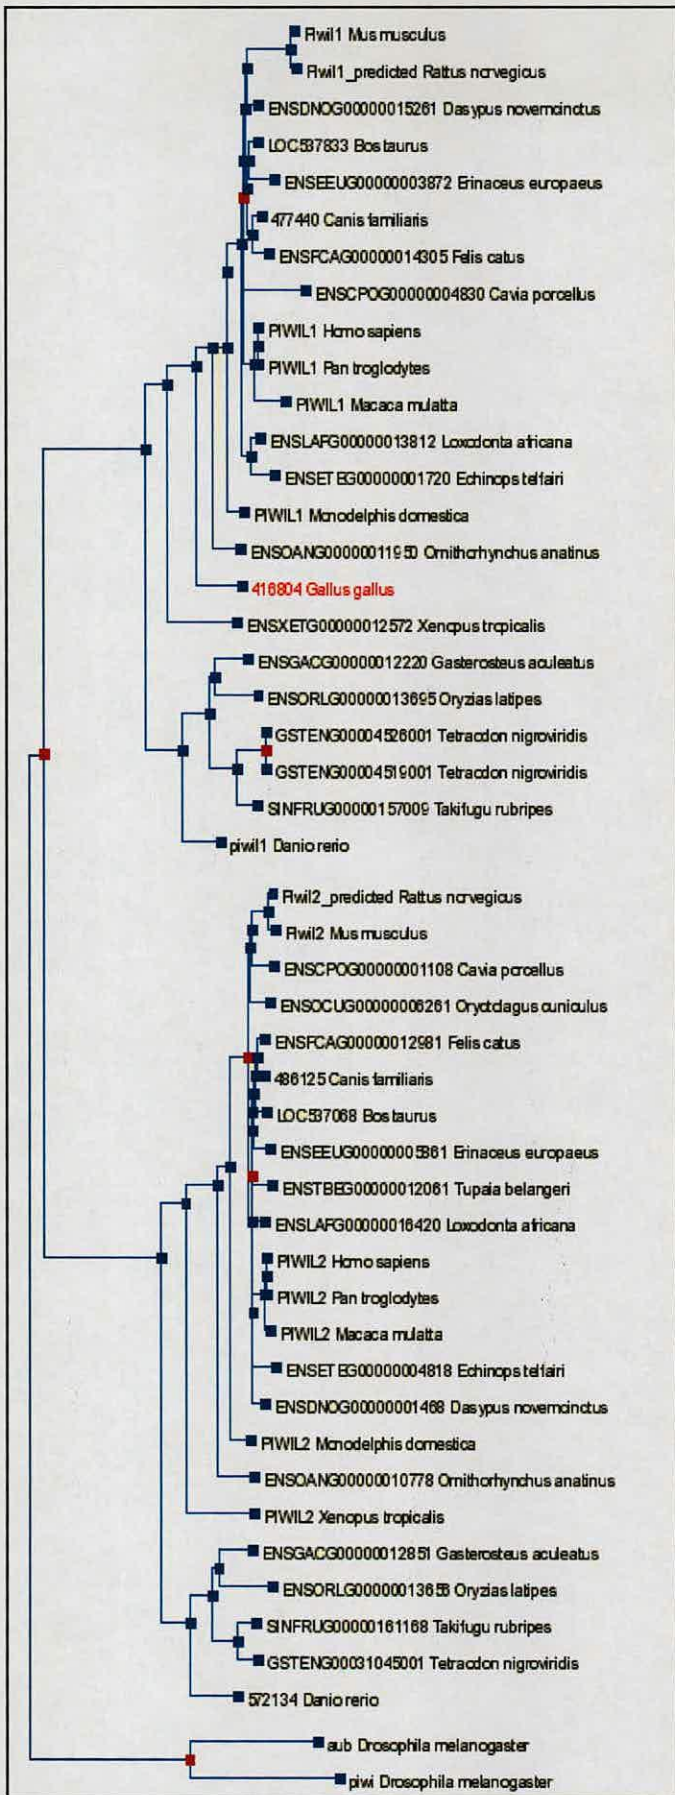 Piwil1 Mus musculus
Piwil1_predicted Rattus norvegicus
ENSDNOG00000015261 Dasypus novemcinctus
LOC537833 Bos taurus
ENSEEUG00000003872 Erinaceus europaeus
477440 Canis familiaris
ENSFCAG00000014305 Felis catus
ENSCPOG00000004830 Cavia porcellus
PIWIL1 Homo sapiens
PIWIL1 Pan troglodytes
PIWIL1 Macaca mulatta
ENSLAFG00000013812 Loxodonta africana
ENSETEG00000001720 Echinops telfairi
PIWIL1 Monodelphis domestica
ENSOANG00000011950 Ornithorhynchus anatinus
416804 Gallus gallus
ENSXETG00000012572 Xenopus tropicalis
ENSGACG00000012220 Gasterosteus aculeatus
ENSORLG00000013695 Oryzias latipes
GSTENG00004526001 Tetraodon nigroviridis
GSTENG00004519001 Tetraodon nigroviridis
SINFRUG00000157009 Takifugu rubripes
piwil1 Danio rerio
Piwil2_predicted Rattus norvegicus
Piwil2 Mus musculus
ENSCPOG00000001108 Cavia porcellus
ENSOCUG00000006261 Oryctolagus cuniculus
ENSFCAG00000012981 Felis catus
486125 Canis familiaris
LOC537068 Bos taurus
ENSEEUG00000005861 Erinaceus europaeus
ENSTBEG00000012061 Tupaia belangeri
ENSLAFG00000016420 Loxodonta africana
PIWIL2 Homo sapiens
PIWIL2 Pan troglodytes
PIWIL2 Macaca mulatta
ENSETEG00000004818 Echinops telfairi
ENSDNOG00000001468 Dasypus novemcinctus
PIWIL2 Monodelphis domestica
ENSOANG00000010778 Ornithorhynchus anatinus
PIWIL2 Xenopus tropicalis
ENSGACG00000012851 Gasterosteus aculeatus
ENSORLG00000013656 Oryzias latipes
SINFRUG00000161168 Takifugu rubripes
GSTENG00031045001 Tetraodon nigroviridis
572134 Danio rerio
aub Drosophila melanogaster
piwi Drosophila melanogaster